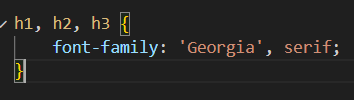 h1, h2, h3 {
    font-family: 'Georgia', serif;
}